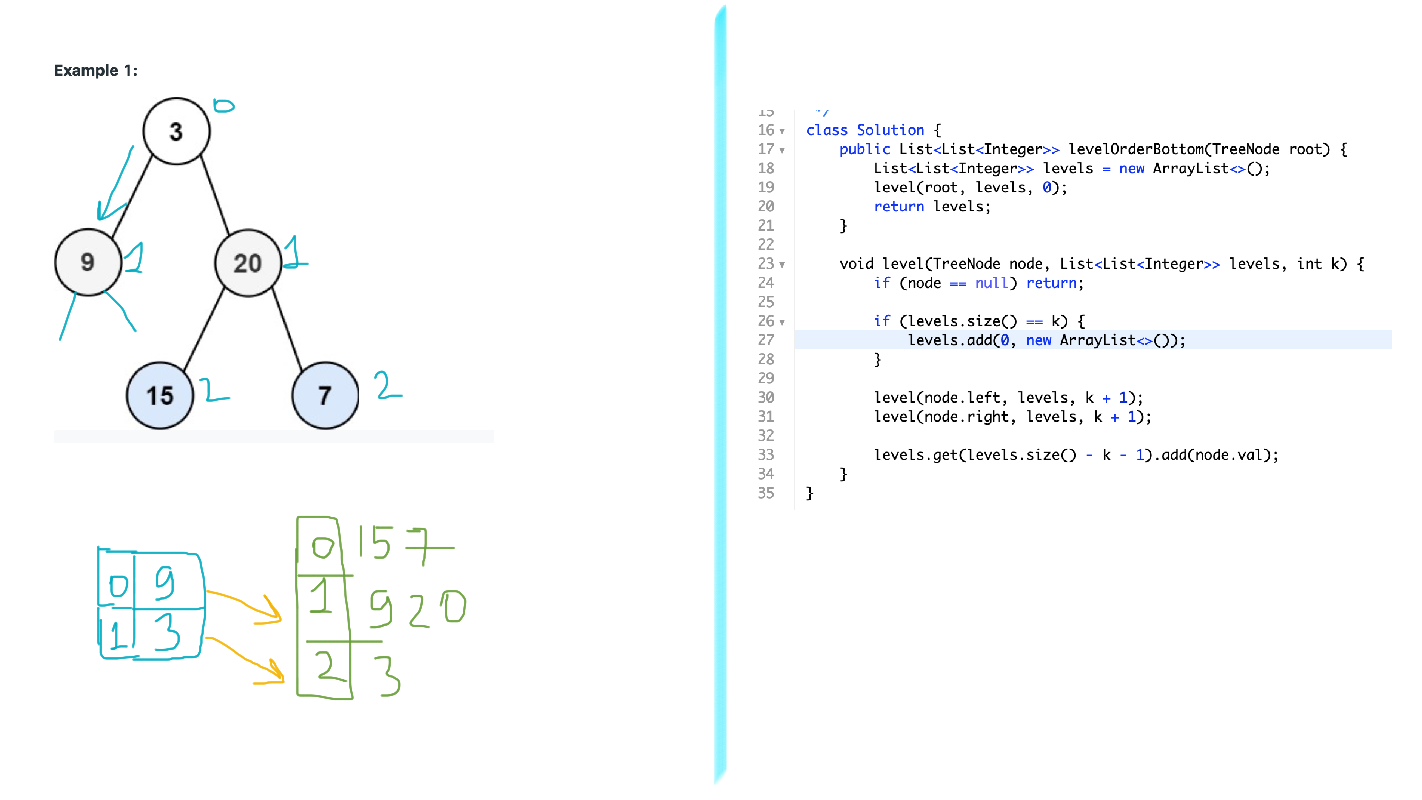 Example 1:
3 0
9 1 20 1
15 2 7 2
0 9
1 3
0 15 7
1 9 20
2 3
15 */
16 class Solution {
17 public List<List<Integer>> levelOrderBottom(TreeNode root) {
18 List<List<Integer>> levels = new ArrayList<>();
19 level(root, levels, 0);
20 return levels;
21 }
22
23 void level(TreeNode node, List<List<Integer>> levels, int k) {
24 if (node == null) return;
25
26 if (levels.size() == k) {
27 levels.add(0, new ArrayList<>());
28 }
29
30 level(node.left, levels, k + 1);
31 level(node.right, levels, k + 1);
32
33 levels.get(levels.size() - k - 1).add(node.val);
34 }
35 }